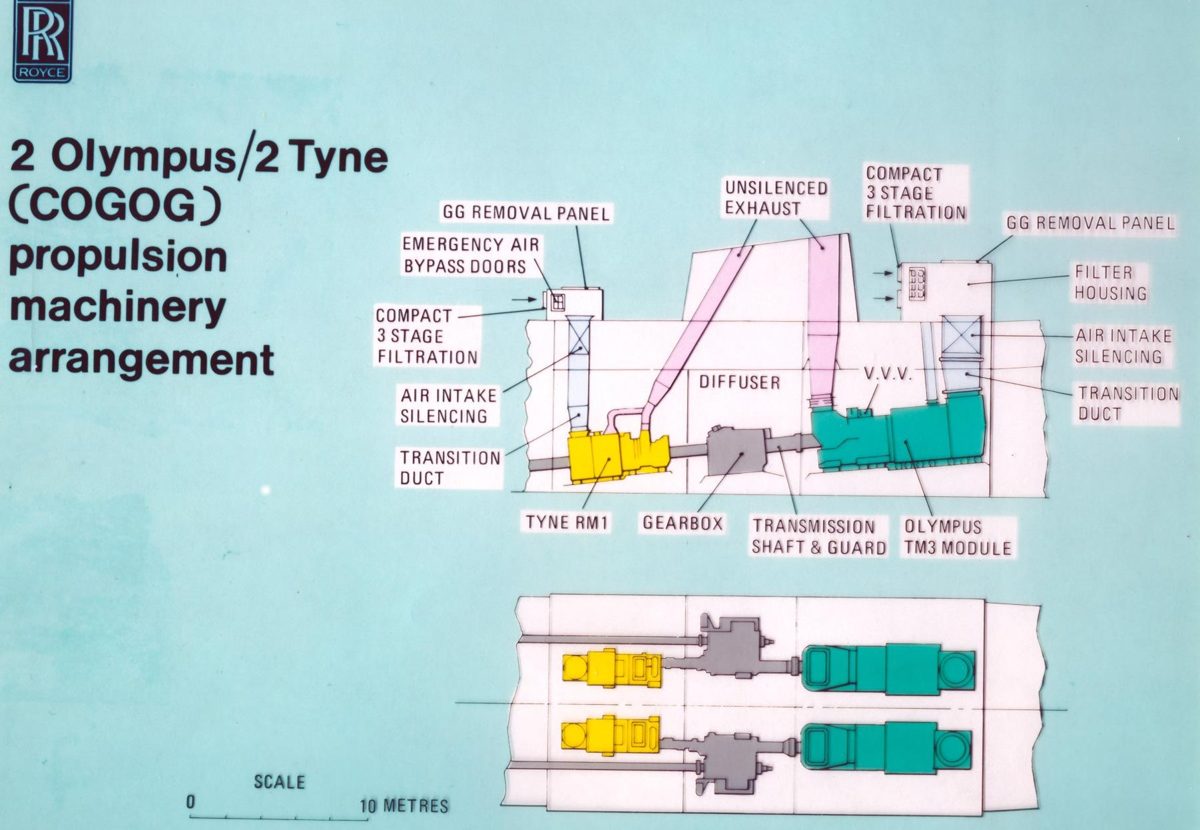 RR
ROYCE
2 Olympus/2 Tyne
(COGOG)
propulsion
machinery
arrangement
GG REMOVAL PANEL
EMERGENCY AIR
BYPASS DOORS
COMPACT
3 STAGE
FILTRATION
AIR INTAKE
SILENCING
TRANSITION
DUCT
UNSILENCED
EXHAUST
COMPACT
3 STAGE
FILTRATION
GG REMOVAL PANEL
FILTER
HOUSING
AIR INTAKE
SILENCING
TRANSITION
DUCT
DIFFUSER
V.V.V.
TYNE RM1
GEARBOX
TRANSMISSION
SHAFT & GUARD
OLYMPUS
TM3 MODULE
SCALE
0
10 METRES